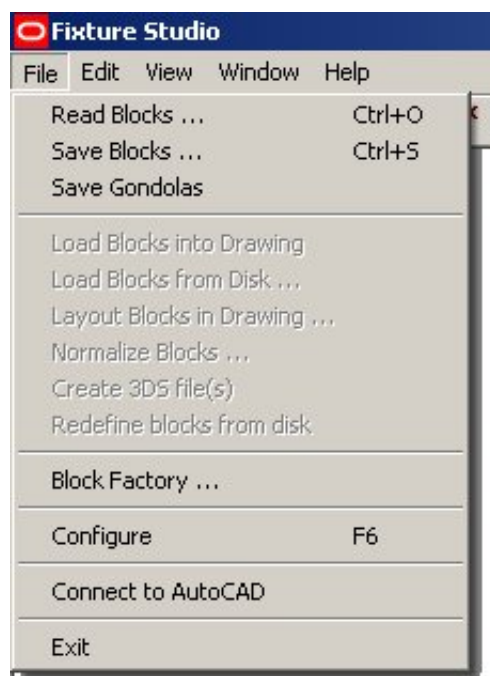 Fixture Studio
File Edit View Window Help
Read Blocks ... Ctrl+O
Save Blocks ... Ctrl+S
Save Gondolas
Load Blocks into Drawing
Load Blocks from Disk ...
Layout Blocks in Drawing ...
Normalize Blocks ...
Create 3DS file(s)
Redefine blocks from disk
Block Factory ...
Configure F6
Connect to AutoCAD
Exit